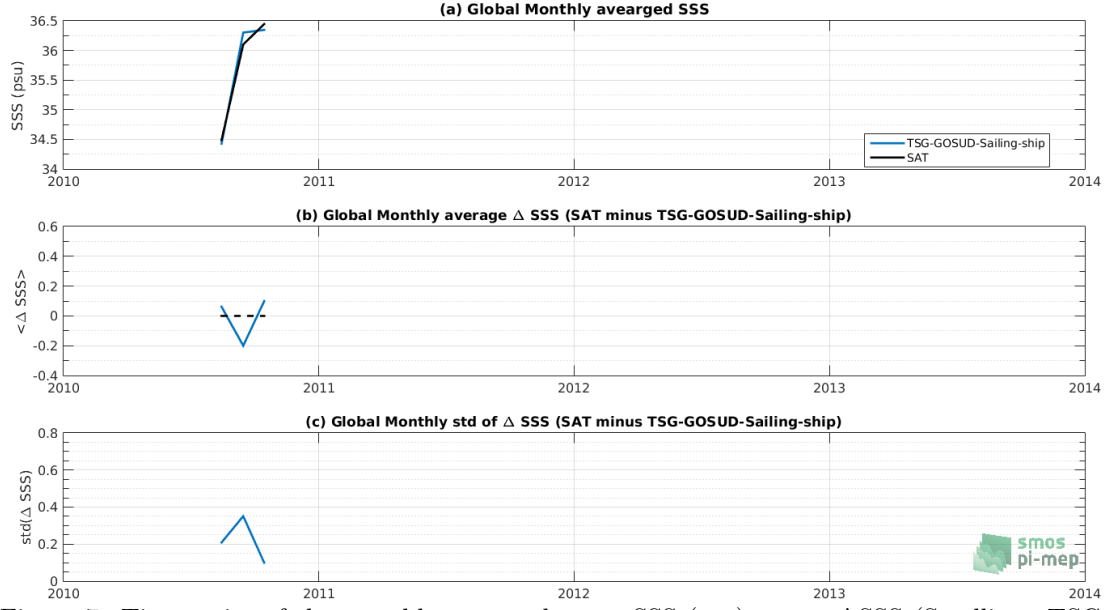 (a) Global Monthly avearged SSS
36.5
36
35.5
35
34.5
34
SSS (psu)
TSG-GOSUD-Sailing-ship
SAT
2010 2011 2012 2013 2014
(b) Global Monthly average Δ SSS (SAT minus TSG-GOSUD-Sailing-ship)
0.6
0.4
0.2
0
-0.2
-0.4
<Δ SSS>
2010 2011 2012 2013 2014
(c) Global Monthly std of Δ SSS (SAT minus TSG-GOSUD-Sailing-ship)
0.8
0.6
0.4
0.2
0
std(Δ SSS)
smos
pi-mep
2010 2011 2012 2013 2014